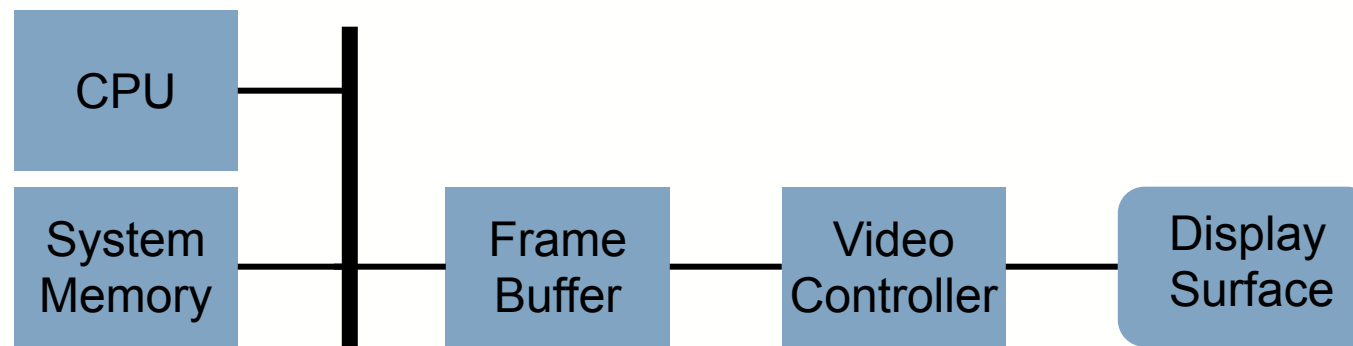 CPU
System
Memory
Frame
Buffer
Video
Controller
Display
Surface